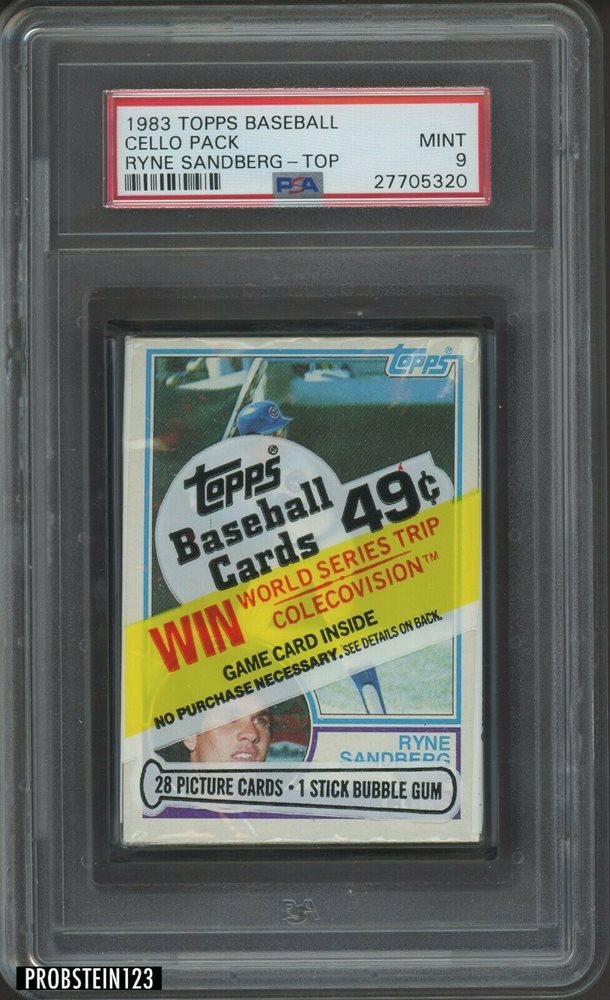 1983 TOPPS BASEBALL
CELLO PACK
RYNE SANDBERG – TOP
MINT
9
PSA
27705320
topps®
topps®
Baseball
Cards
49¢
WIN
WORLD SERIES TRIP
COLECOVISION™
GAME CARD INSIDE
NO PURCHASE NECESSARY. SEE DETAILS ON BACK.
RYNE
SANDBERG
28 PICTURE CARDS • 1 STICK BUBBLE GUM
PSA
PROBSTEIN123